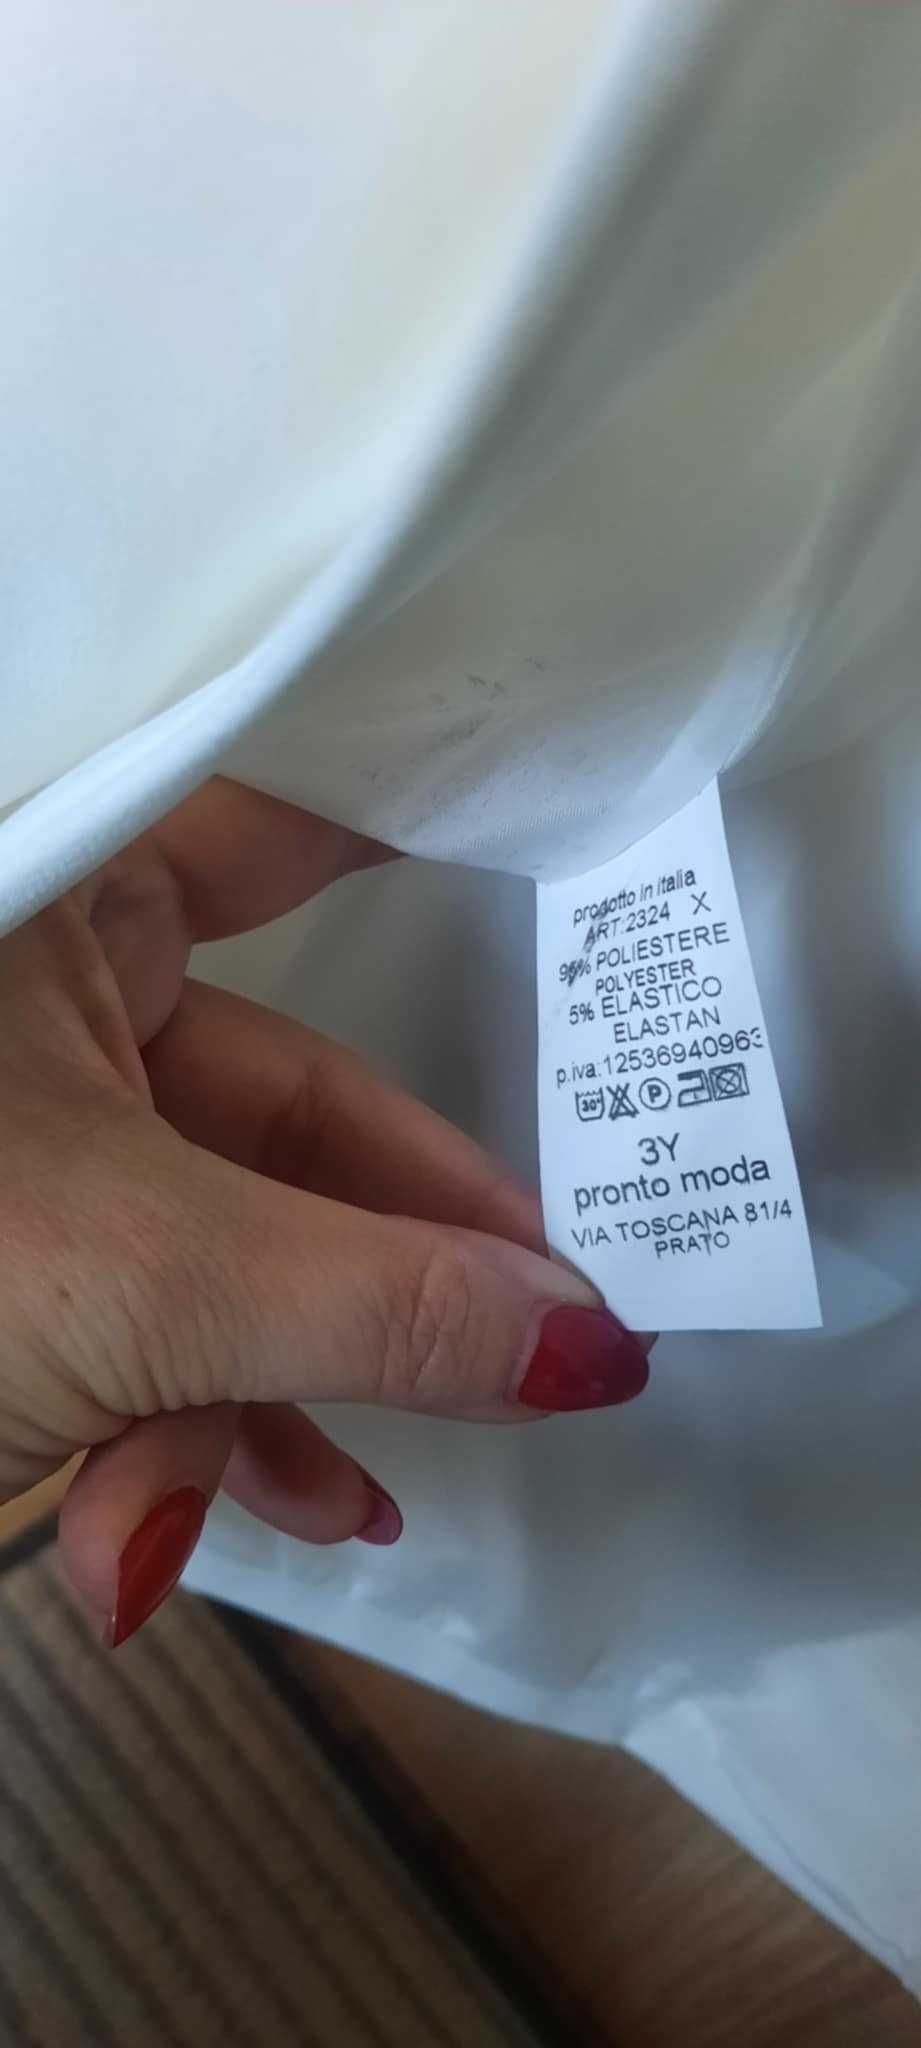 prodotto in italia
ART:2324 X
95% POLIESTERE
POLYESTER
5% ELASTICO
ELASTAN
p.iva:12536940963
30°
P
3Y
pronto moda
VIA TOSCANA 81/4
PRATO